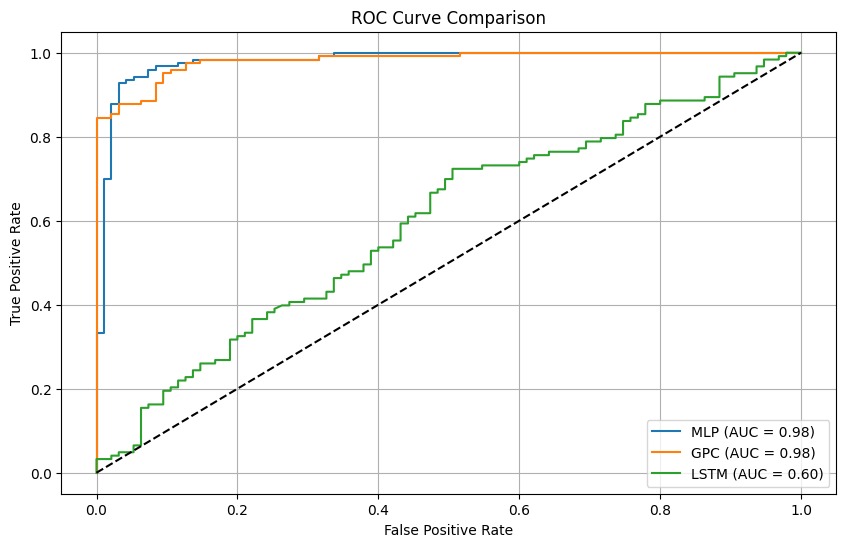 ROC Curve Comparison
True Positive Rate
1.0
0.8
0.6
0.4
0.2
0.0
MLP (AUC = 0.98)
GPC (AUC = 0.98)
LSTM (AUC = 0.60)
0.0 0.2 0.4 0.6 0.8 1.0
False Positive Rate